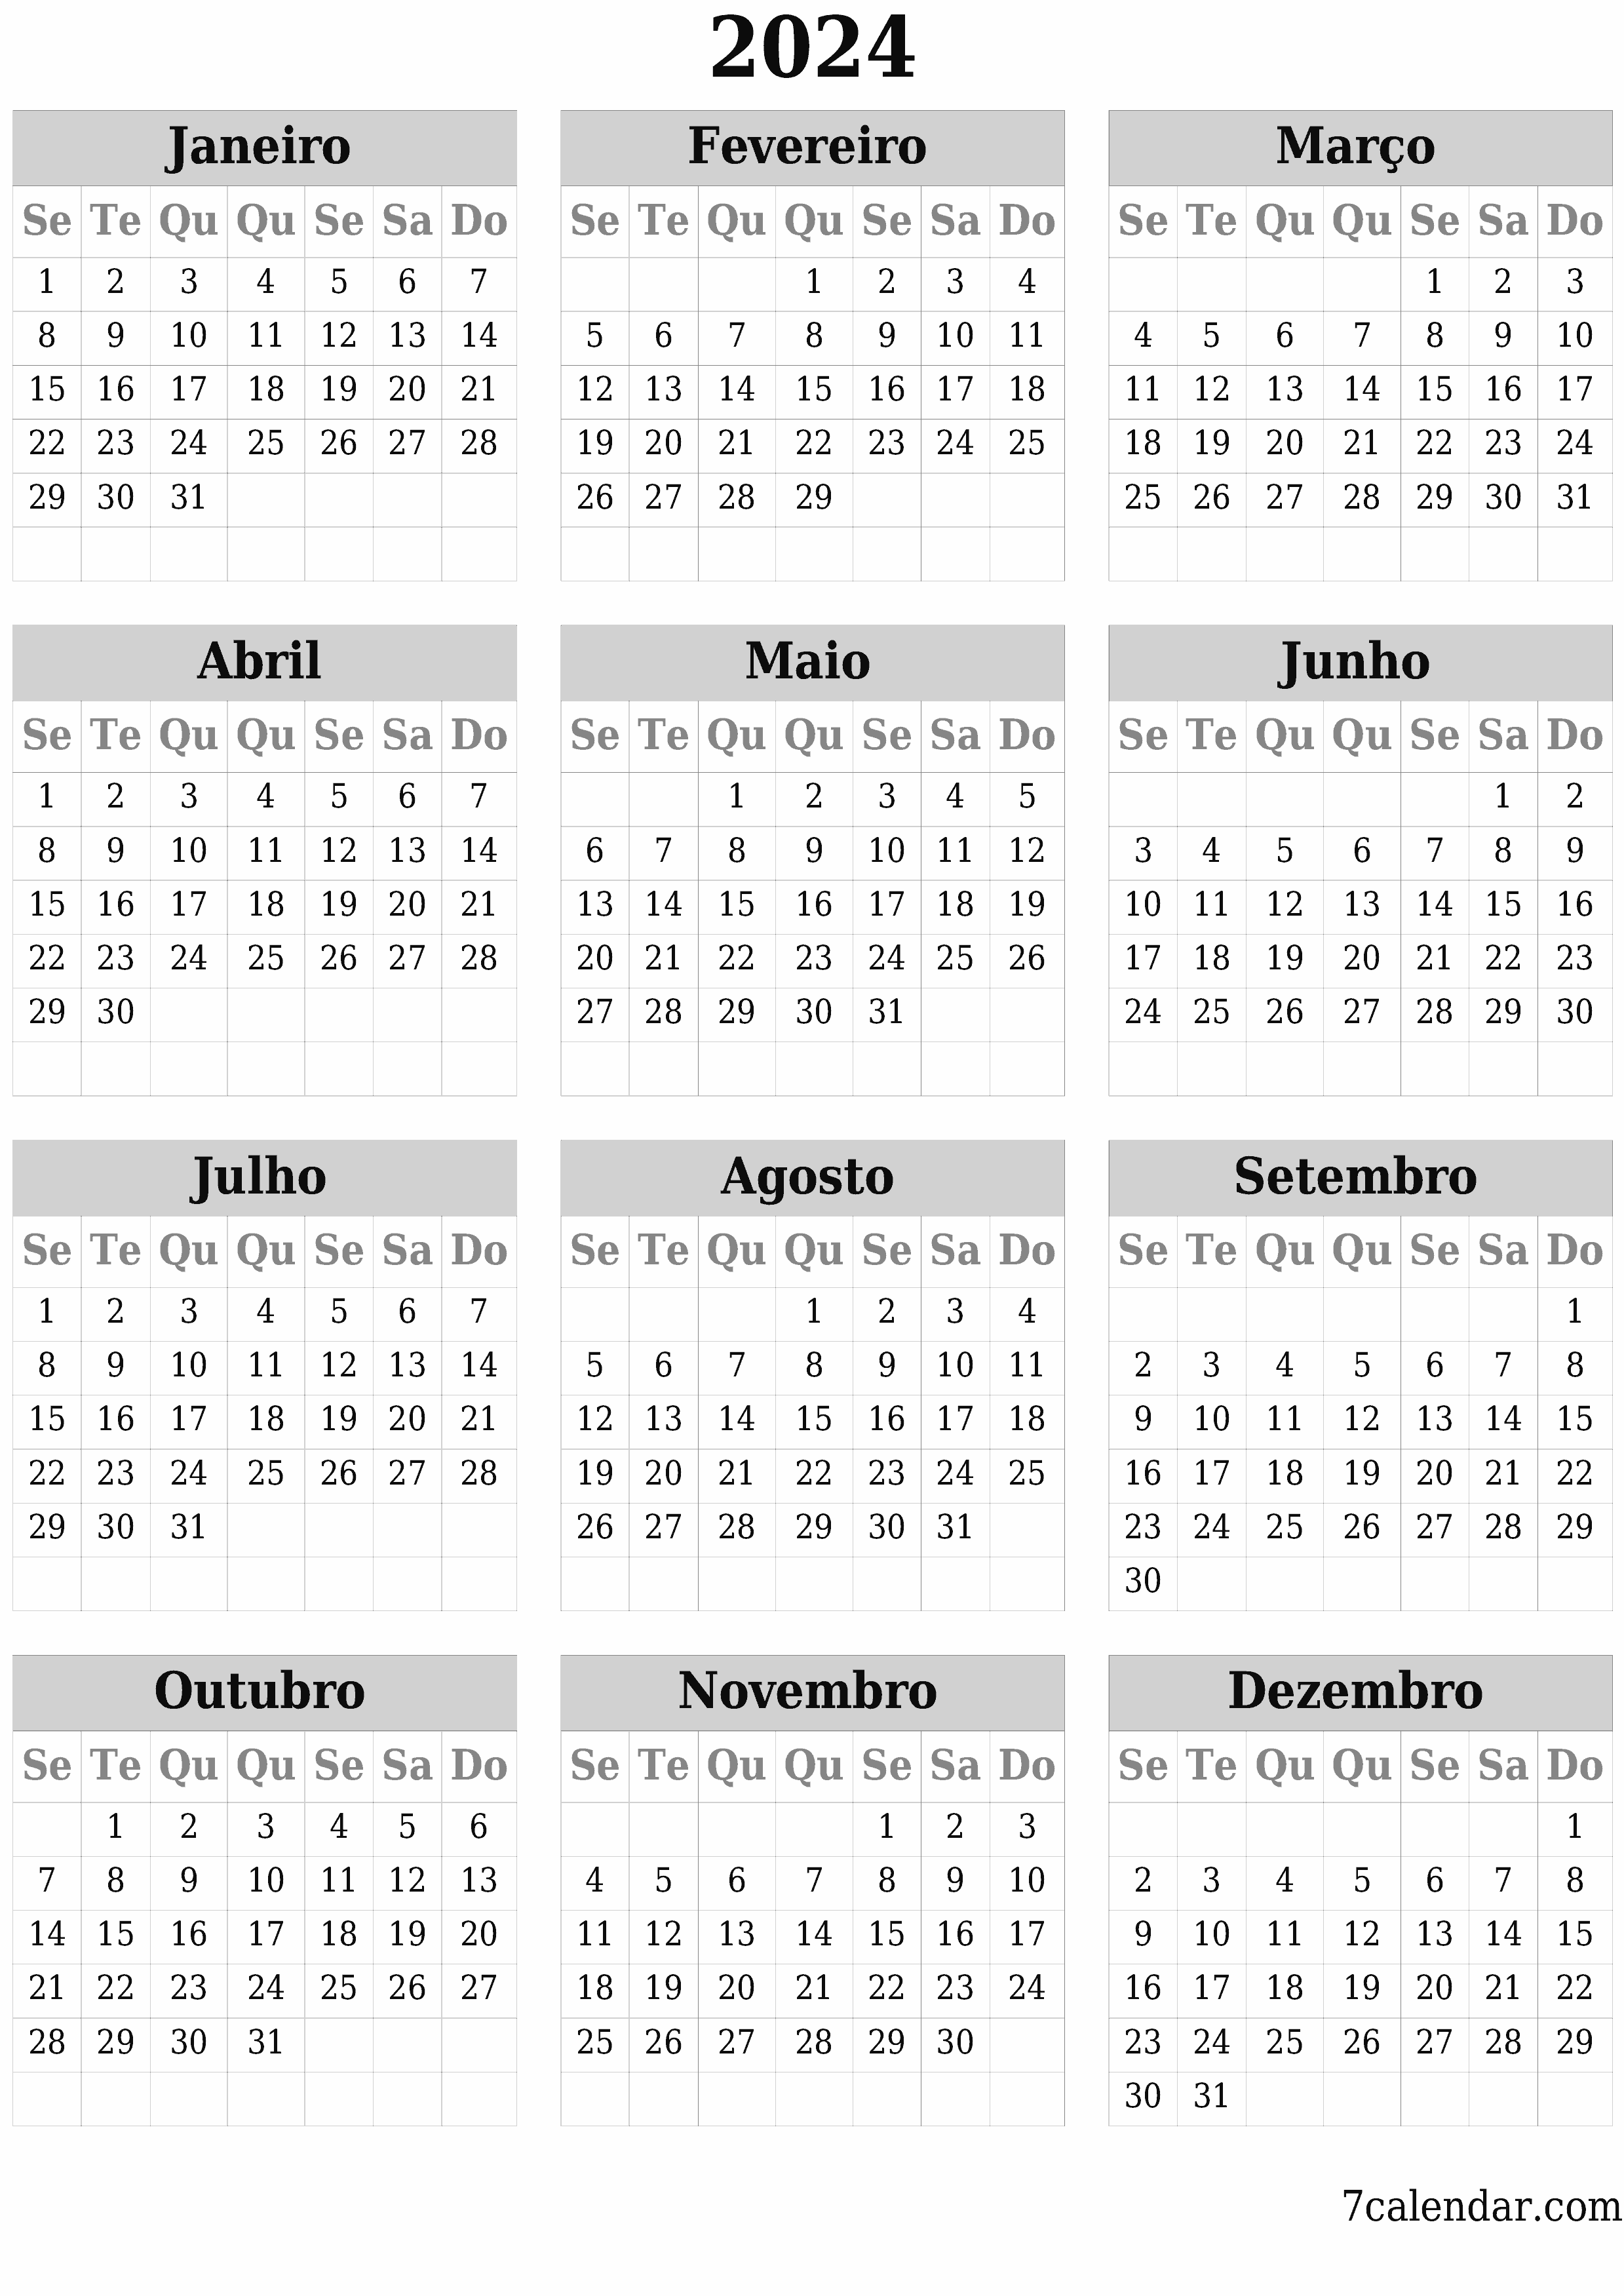 2024
Janeiro
Se Te Qu Qu Se Sa Do
1 2 3 4 5 6 7
8 9 10 11 12 13 14
15 16 17 18 19 20 21
22 23 24 25 26 27 28
29 30 31
Fevereiro
Se Te Qu Qu Se Sa Do
1 2 3 4
5 6 7 8 9 10 11
12 13 14 15 16 17 18
19 20 21 22 23 24 25
26 27 28 29
Março
Se Te Qu Qu Se Sa Do
1 2 3
4 5 6 7 8 9 10
11 12 13 14 15 16 17
18 19 20 21 22 23 24
25 26 27 28 29 30 31
Abril
Se Te Qu Qu Se Sa Do
1 2 3 4 5 6 7
8 9 10 11 12 13 14
15 16 17 18 19 20 21
22 23 24 25 26 27 28
29 30
Maio
Se Te Qu Qu Se Sa Do
1 2 3 4 5
6 7 8 9 10 11 12
13 14 15 16 17 18 19
20 21 22 23 24 25 26
27 28 29 30 31
Junho
Se Te Qu Qu Se Sa Do
1 2
3 4 5 6 7 8 9
10 11 12 13 14 15 16
17 18 19 20 21 22 23
24 25 26 27 28 29 30
Julho
Se Te Qu Qu Se Sa Do
1 2 3 4 5 6 7
8 9 10 11 12 13 14
15 16 17 18 19 20 21
22 23 24 25 26 27 28
29 30 31
Agosto
Se Te Qu Qu Se Sa Do
1 2 3 4
5 6 7 8 9 10 11
12 13 14 15 16 17 18
19 20 21 22 23 24 25
26 27 28 29 30 31
Setembro
Se Te Qu Qu Se Sa Do
1
2 3 4 5 6 7 8
9 10 11 12 13 14 15
16 17 18 19 20 21 22
23 24 25 26 27 28 29
30
Outubro
Se Te Qu Qu Se Sa Do
1 2 3 4 5 6
7 8 9 10 11 12 13
14 15 16 17 18 19 20
21 22 23 24 25 26 27
28 29 30 31
Novembro
Se Te Qu Qu Se Sa Do
1 2 3
4 5 6 7 8 9 10
11 12 13 14 15 16 17
18 19 20 21 22 23 24
25 26 27 28 29 30
Dezembro
Se Te Qu Qu Se Sa Do
1
2 3 4 5 6 7 8
9 10 11 12 13 14 15
16 17 18 19 20 21 22
23 24 25 26 27 28 29
30 31
7calendar.com